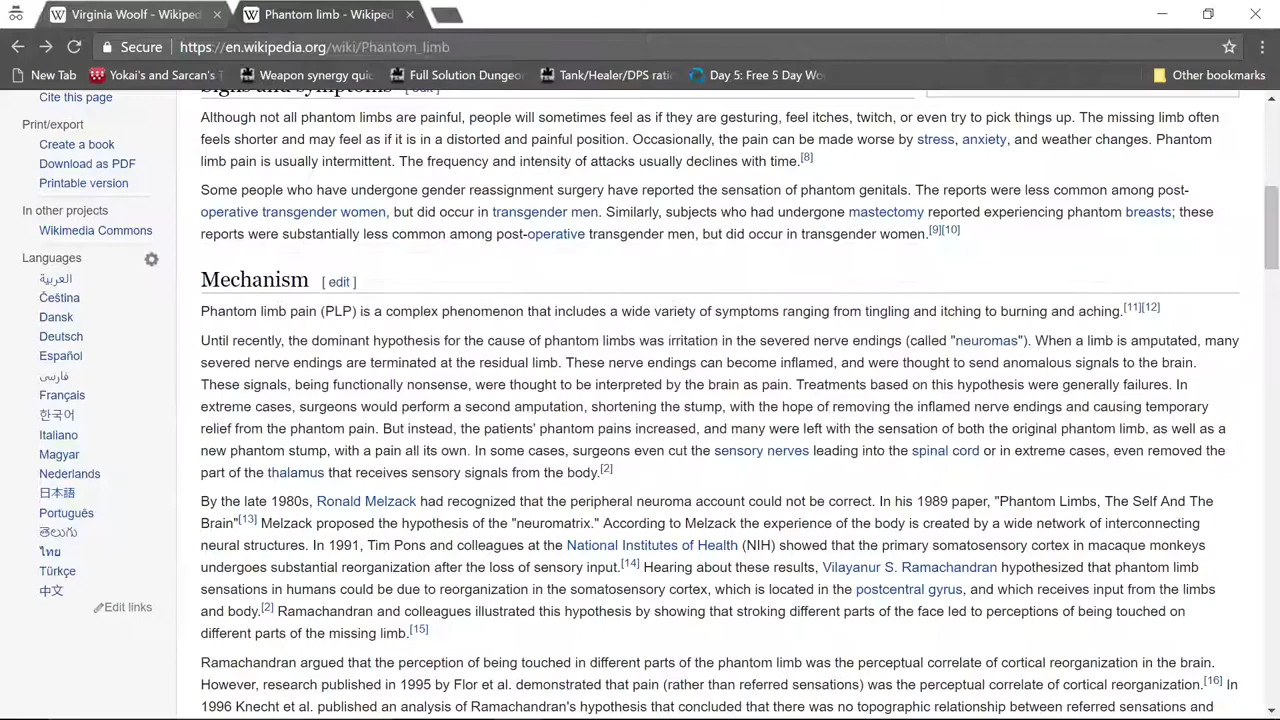 Virginia Woolf - Wikiped
Phantom limb - Wikiped
Secure
https://en.wikipedia.org/wiki/Phantom_limb
New Tab
Yokai's and Sarcan's T
Weapon synergy quic
Full Solution Dungeo
Tank/Healer/DPS ratio
Day 5: Free 5 Day Wo
Other bookmarks
Cite this page
Print/export
Create a book
Download as PDF
Printable version
In other projects
Wikimedia Commons
Languages
العربية
Čeština
Dansk
Deutsch
Español
فارسی
Français
한국어
Italiano
Magyar
Nederlands
日本語
Português
తెలుగు
ไทย
Türkçe
中文
Edit links
Signs and symptoms [ edit ]
Although not all phantom limbs are painful, people will sometimes feel as if they are gesturing, feel itches, twitch, or even try to pick things up. The missing limb often
feels shorter and may feel as if it is in a distorted and painful position. Occasionally, the pain can be made worse by stress, anxiety, and weather changes. Phantom
limb pain is usually intermittent. The frequency and intensity of attacks usually declines with time.[8]
Some people who have undergone gender reassignment surgery have reported the sensation of phantom genitals. The reports were less common among post-
operative transgender women, but did occur in transgender men. Similarly, subjects who had undergone mastectomy reported experiencing phantom breasts; these
reports were substantially less common among post-operative transgender men, but did occur in transgender women.[9][10]
Mechanism [ edit ]
Phantom limb pain (PLP) is a complex phenomenon that includes a wide variety of symptoms ranging from tingling and itching to burning and aching.[11][12]
Until recently, the dominant hypothesis for the cause of phantom limbs was irritation in the severed nerve endings (called "neuromas"). When a limb is amputated, many
severed nerve endings are terminated at the residual limb. These nerve endings can become inflamed, and were thought to send anomalous signals to the brain.
These signals, being functionally nonsense, were thought to be interpreted by the brain as pain. Treatments based on this hypothesis were generally failures. In
extreme cases, surgeons would perform a second amputation, shortening the stump, with the hope of removing the inflamed nerve endings and causing temporary
relief from the phantom pain. But instead, the patients' phantom pains increased, and many were left with the sensation of both the original phantom limb, as well as a
new phantom stump, with a pain all its own. In some cases, surgeons even cut the sensory nerves leading into the spinal cord or in extreme cases, even removed the
part of the thalamus that receives sensory signals from the body.[2]
By the late 1980s, Ronald Melzack had recognized that the peripheral neuroma account could not be correct. In his 1989 paper, "Phantom Limbs, The Self And The
Brain"[13] Melzack proposed the hypothesis of the "neuromatrix." According to Melzack the experience of the body is created by a wide network of interconnecting
neural structures. In 1991, Tim Pons and colleagues at the National Institutes of Health (NIH) showed that the primary somatosensory cortex in macaque monkeys
undergoes substantial reorganization after the loss of sensory input.[14] Hearing about these results, Vilayanur S. Ramachandran hypothesized that phantom limb
sensations in humans could be due to reorganization in the somatosensory cortex, which is located in the postcentral gyrus, and which receives input from the limbs
and body.[2] Ramachandran and colleagues illustrated this hypothesis by showing that stroking different parts of the face led to perceptions of being touched on
different parts of the missing limb.[15]
Ramachandran argued that the perception of being touched in different parts of the phantom limb was the perceptual correlate of cortical reorganization in the brain.
However, research published in 1995 by Flor et al. demonstrated that pain (rather than referred sensations) was the perceptual correlate of cortical reorganization.[16] In
1996 Knecht et al. published an analysis of Ramachandran's hypothesis that concluded that there was no topographic relationship between referred sensations and